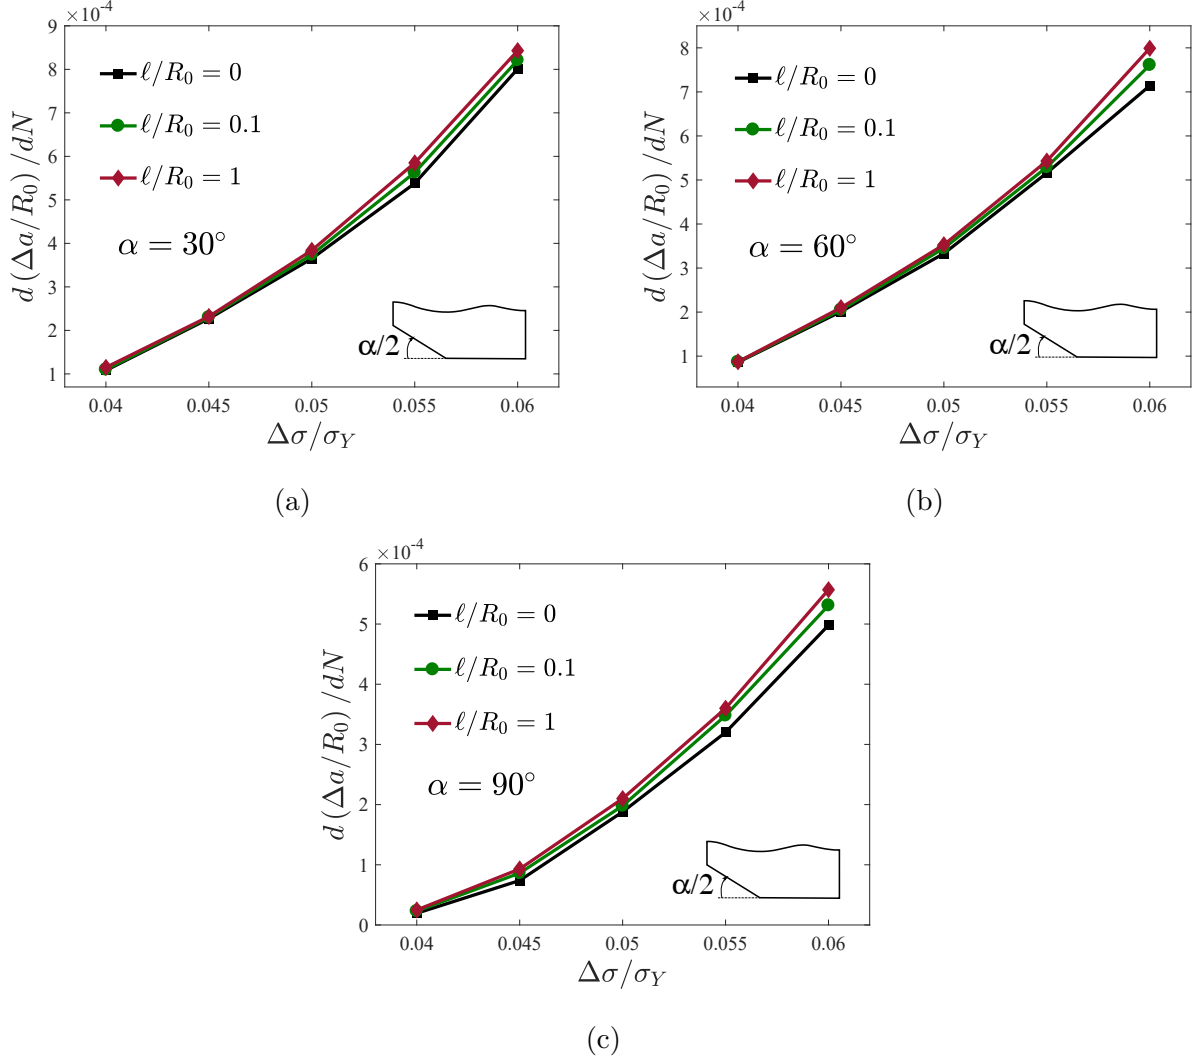 ×10⁻⁴
9
8
7
6
5
4
3
2
1
0.04 0.045 0.05 0.055 0.06
d (Δa/R₀) /dN
Δσ/σ_Y
ℓ/R₀ = 0
ℓ/R₀ = 0.1
ℓ/R₀ = 1
α = 30°
α/2
(a)
×10⁻⁴
8
7
6
5
4
3
2
1
0.04 0.045 0.05 0.055 0.06
d (Δa/R₀) /dN
Δσ/σ_Y
ℓ/R₀ = 0
ℓ/R₀ = 0.1
ℓ/R₀ = 1
α = 60°
α/2
(b)
×10⁻⁴
6
5
4
3
2
1
0
0.04 0.045 0.05 0.055 0.06
d (Δa/R₀) /dN
Δσ/σ_Y
ℓ/R₀ = 0
ℓ/R₀ = 0.1
ℓ/R₀ = 1
α = 90°
α/2
(c)